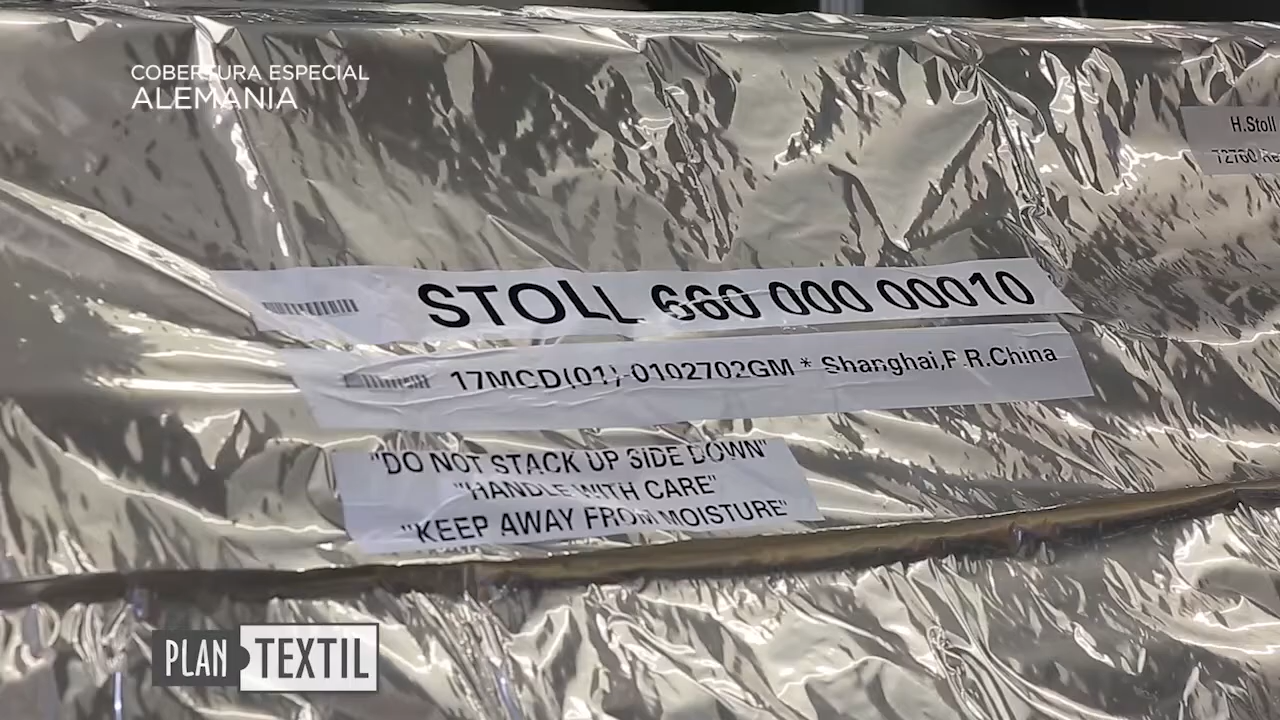 COBERTURA ESPECIAL
ALEMANIA
H.Stoll
72760
STOLL 660 000 00010
17MCD(01)-0102702GM * Shanghai,P.R.China
"DO NOT STACK UP SIDE DOWN"
"HANDLE WITH CARE"
"KEEP AWAY FROM MOISTURE"
PLAN TEXTIL